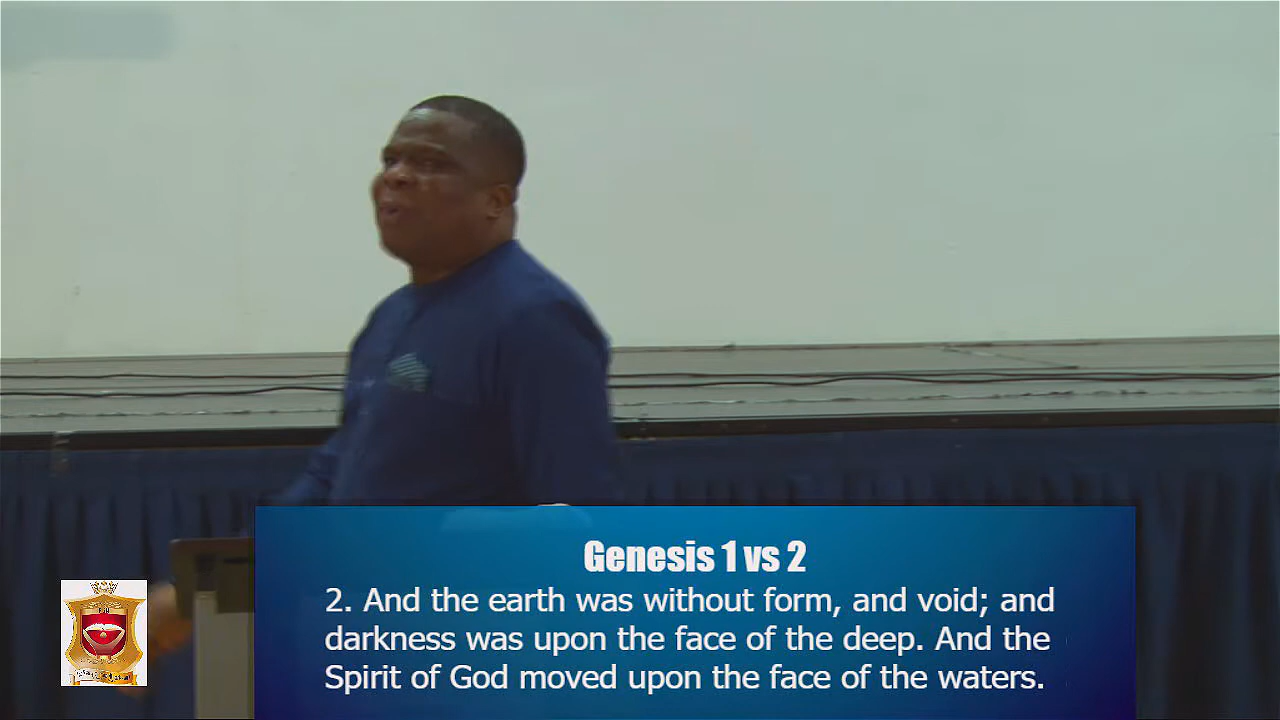 Genesis 1 vs 2
2. And the earth was without form, and void; and
darkness was upon the face of the deep. And the
Spirit of God moved upon the face of the waters.